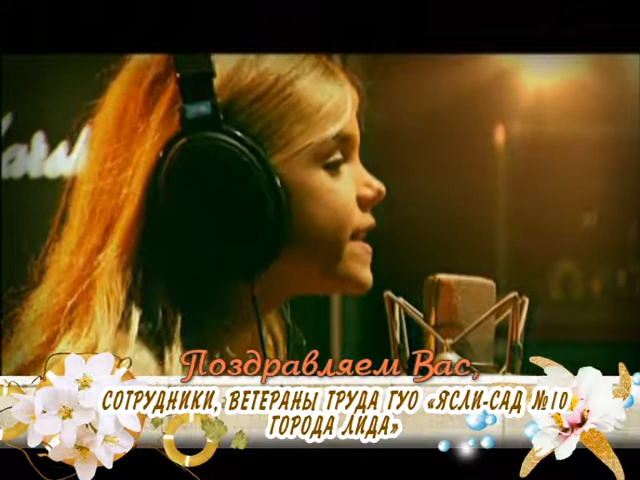 Поздравляем Вас,
СОТРУДНИКИ, ВЕТЕРАНЫ ТРУДА ГУО «ЯСЛИ-САД №10
ГОРОДА ЛИДА»